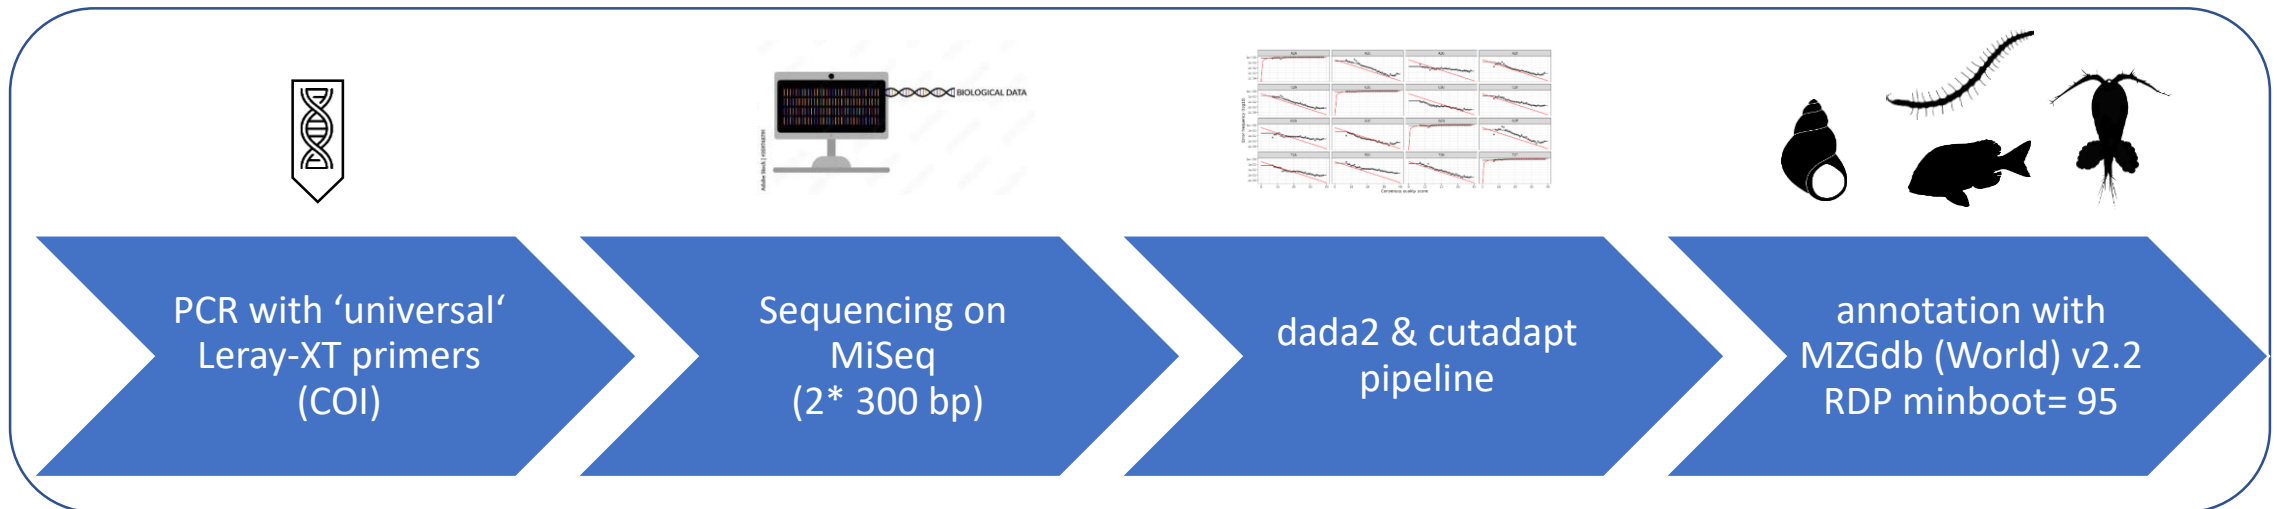 BIOLOGICAL DATA
PCR with ‘universal‘
Leray-XT primers
(COI)
Sequencing on
MiSeq
(2* 300 bp)
dada2 & cutadapt
pipeline
annotation with
MZGdb (World) v2.2
RDP minboot= 95